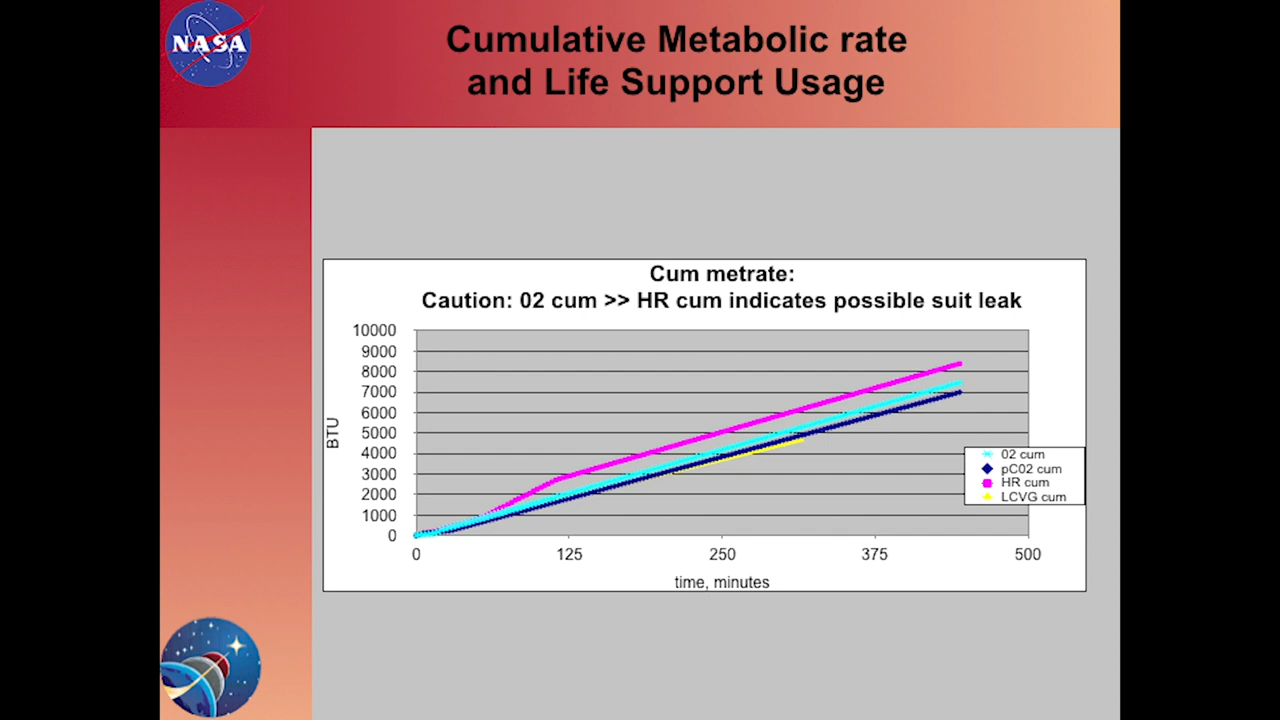 NASA
Cumulative Metabolic rate
and Life Support Usage
Cum metrate:
Caution: 02 cum >> HR cum indicates possible suit leak
10000
9000
8000
7000
6000
5000
4000
3000
2000
1000
0
BTU
0 125 250 375 500
time, minutes
02 cum
pC02 cum
HR cum
LCVG cum